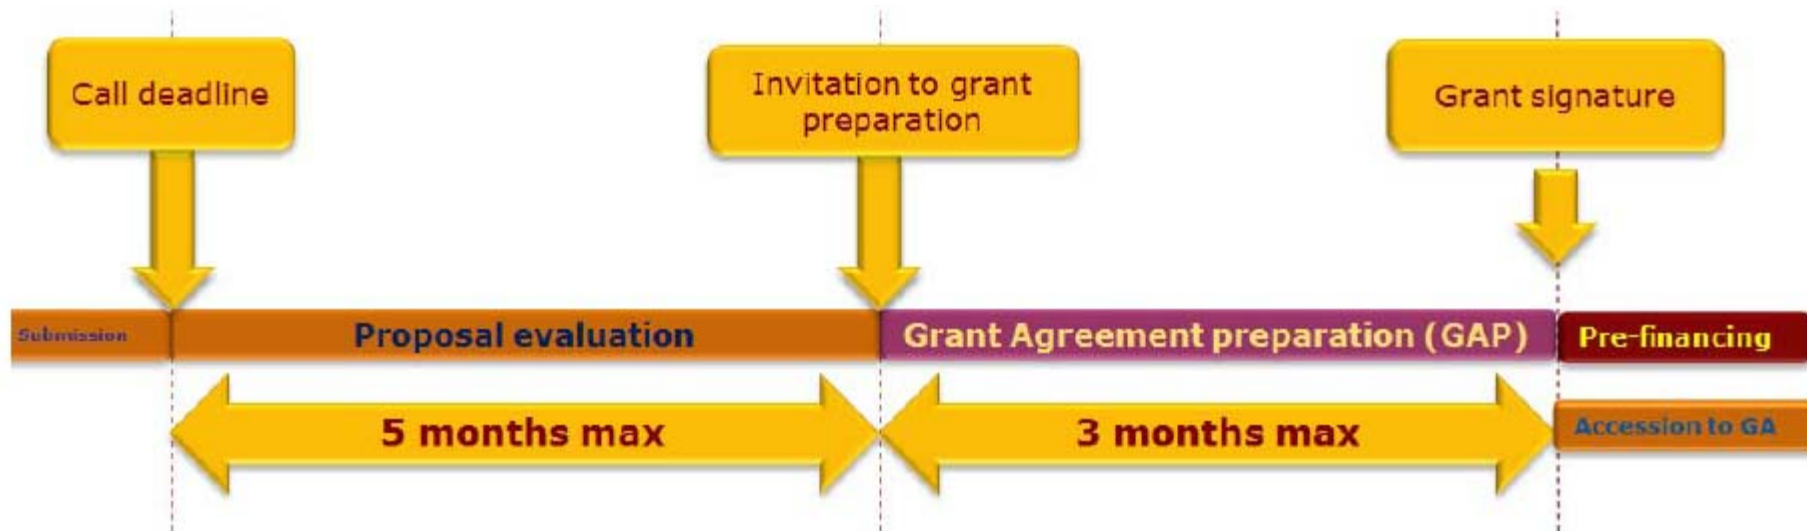 Call deadline
Invitation to grant
preparation
Grant signature
Submission
Proposal evaluation
Grant Agreement preparation (GAP)
Pre-financing
5 months max
3 months max
Accession to GA